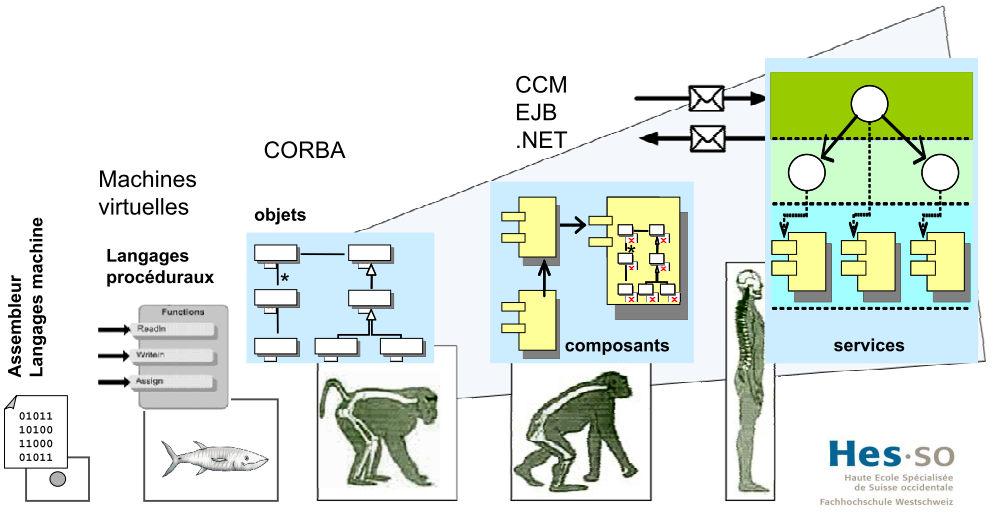 Assembleur
Langages machine
01011
10100
11000
01011
Machines
virtuelles
Langages
procéduraux
Functions
Readln
Writeln
Assign
CORBA
objets
*
CCM
EJB
.NET
*
composants
services
Hes·so
Haute Ecole Spécialisée
de Suisse occidentale
Fachhochschule Westschweiz